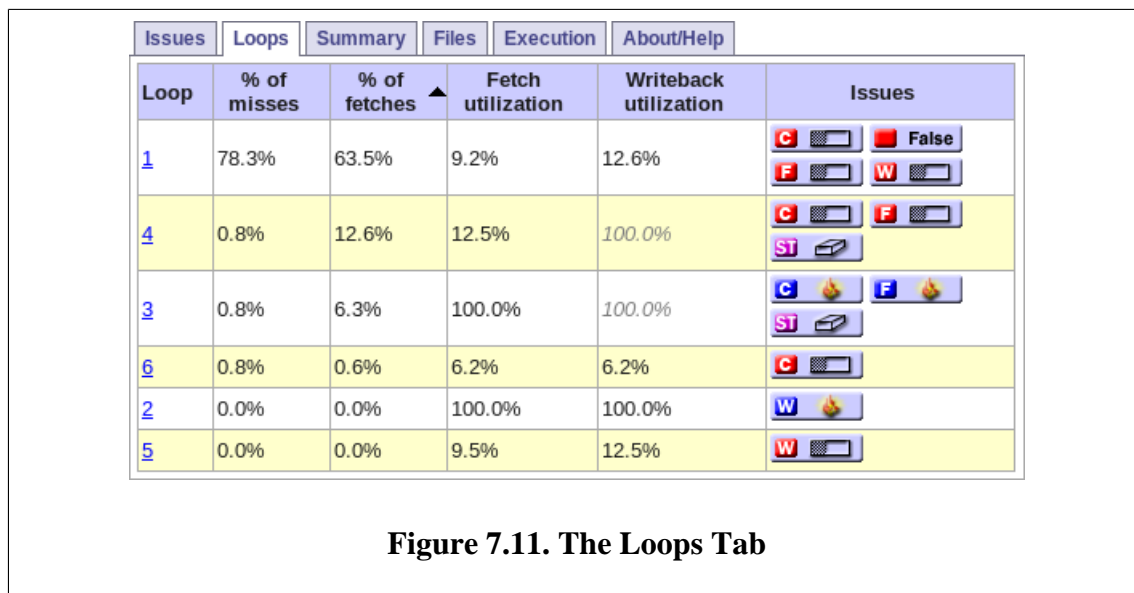 Issues Loops Summary Files Execution About/Help
Loop % of misses % of fetches Fetch utilization Writeback utilization Issues
1 78.3% 63.5% 9.2% 12.6% C False F W
4 0.8% 12.6% 12.5% 100.0% C F ST
3 0.8% 6.3% 100.0% 100.0% C F ST
6 0.8% 0.6% 6.2% 6.2% C
2 0.0% 0.0% 100.0% 100.0% W
5 0.0% 0.0% 9.5% 12.5% W
Figure 7.11. The Loops Tab